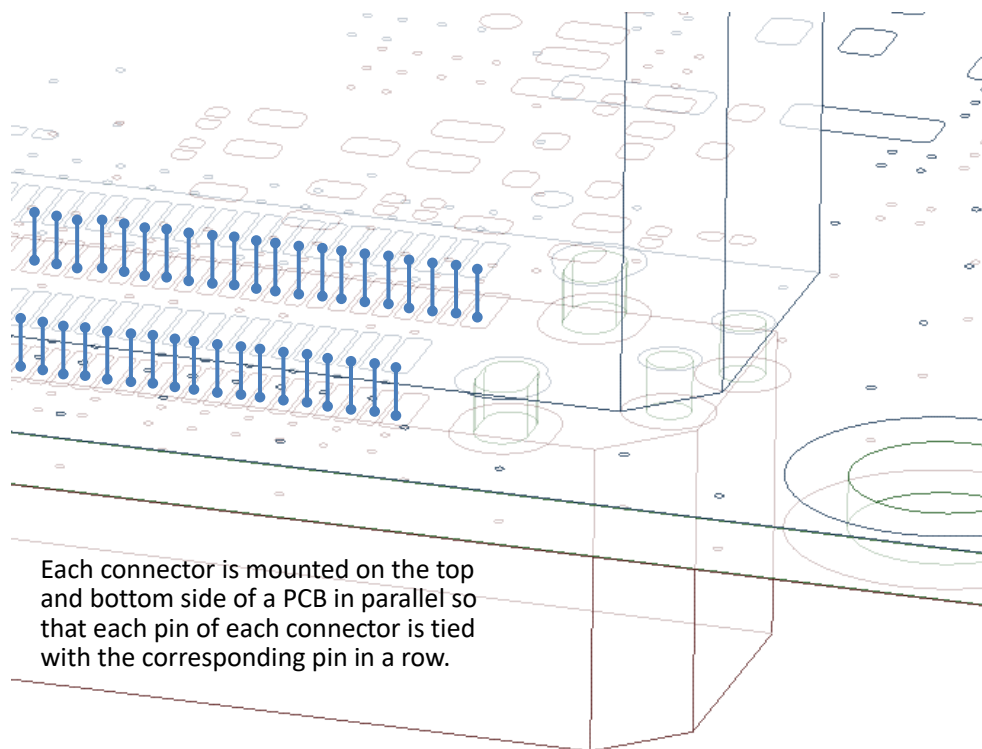 Each connector is mounted on the top
and bottom side of a PCB in parallel so
that each pin of each connector is tied
with the corresponding pin in a row.